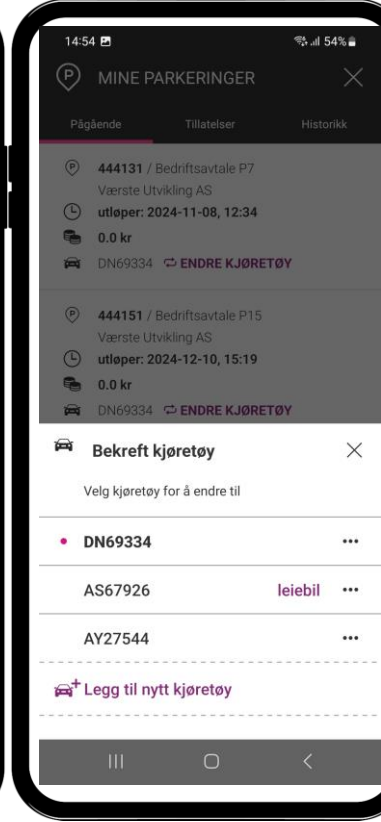 14:54 54%
MINE PARKERINGER
Pågående Tillatelser Historikk
444131 / Bedriftsavtale P7
Værste Utvikling AS
utløper: 2024-11-08, 12:34
0.0 kr
DN69334 ENDRE KJØRETØY
444151 / Bedriftsavtale P15
Værste Utvikling AS
utløper: 2024-12-10, 15:19
0.0 kr
DN69334 ENDRE KJØRETØY
Bekreft kjøretøy
Velg kjøretøy for å endre til
DN69334
AS67926 leiebil
AY27544
Legg til nytt kjøretøy